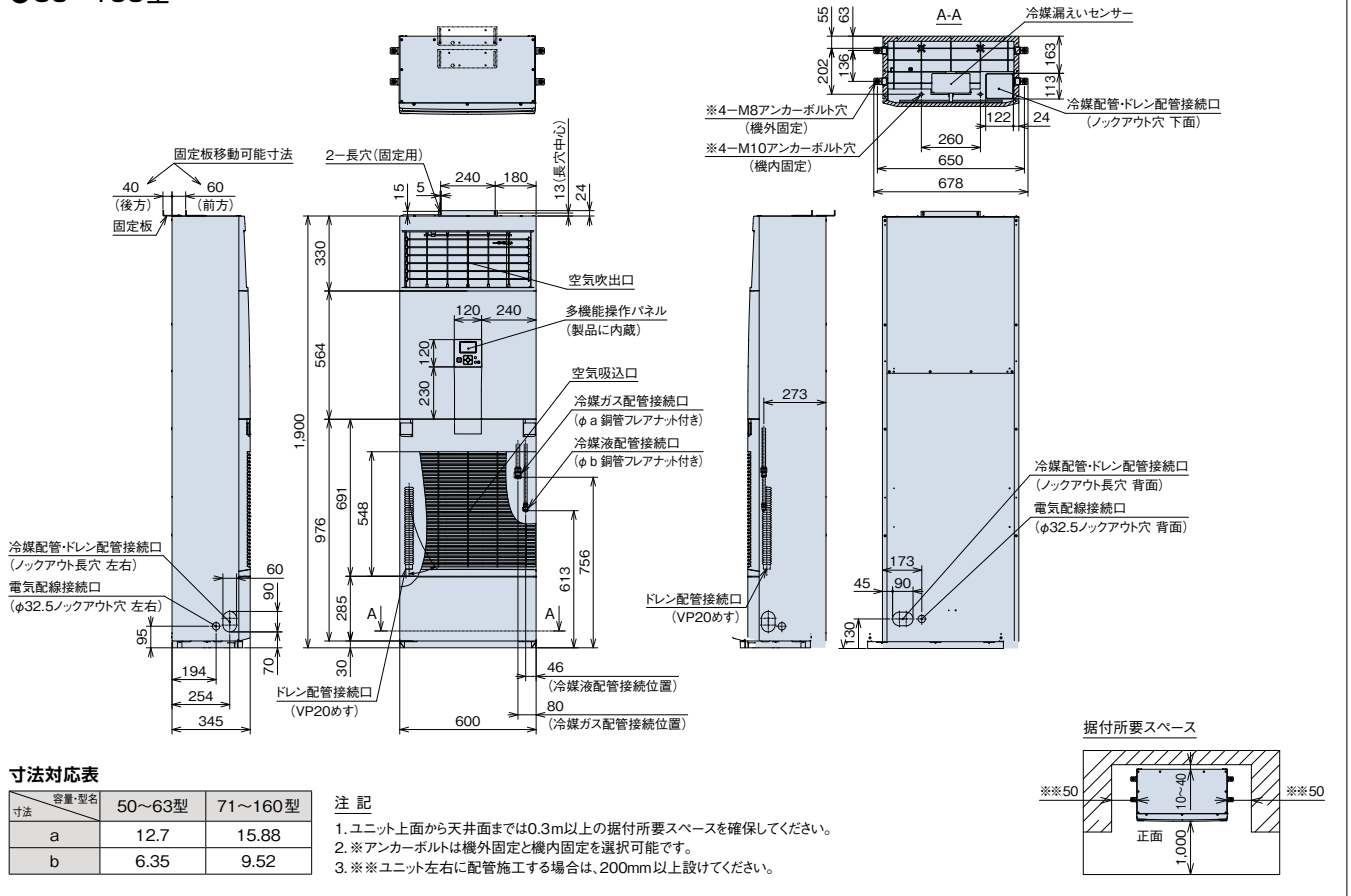 A-A
冷媒漏えいセンサー
55
63
202
136
163
113
※4－M8アンカーボルト穴
(機外固定)
※4－M10アンカーボルト穴
(機内固定)
冷媒配管・ドレン配管接続口
(ノックアウト穴 下面)
122
24
260
650
678
固定板移動可能寸法
40
(後方)
60
(前方)
固定板
2－長穴(固定用)
15
5
240
180
13(長穴中心)
24
330
空気吹出口
120
240
多機能操作パネル
(製品に内蔵)
564
120
230
空気吸込口
冷媒ガス配管接続口
(φa 銅管フレアナット付き)
冷媒液配管接続口
(φb 銅管フレアナット付き)
1,900
976
691
548
285
30
613
756
A
A
46
(冷媒液配管接続位置)
80
(冷媒ガス配管接続位置)
600
ドレン配管接続口
(VP20めす)
冷媒配管・ドレン配管接続口
(ノックアウト長穴 左右)
電気配線接続口
(φ32.5ノックアウト穴 左右)
60
90
95
70
194
254
345
273
ドレン配管接続口
(VP20めす)
冷媒配管・ドレン配管接続口
(ノックアウト長穴 背面)
電気配線接続口
(φ32.5ノックアウト穴 背面)
173
45
90
130
据付所要スペース
※※50
10～40
※※50
正面
1,000
寸法対応表
寸法 容量・型名 50～63型 71～160型
a 12.7 15.88
b 6.35 9.52
注 記
1.ユニット上面から天井面までは0.3m以上の据付所要スペースを確保してください。
2.※アンカーボルトは機外固定と機内固定を選択可能です。
3.※※ユニット左右に配管施工する場合は、200mm以上設けてください。